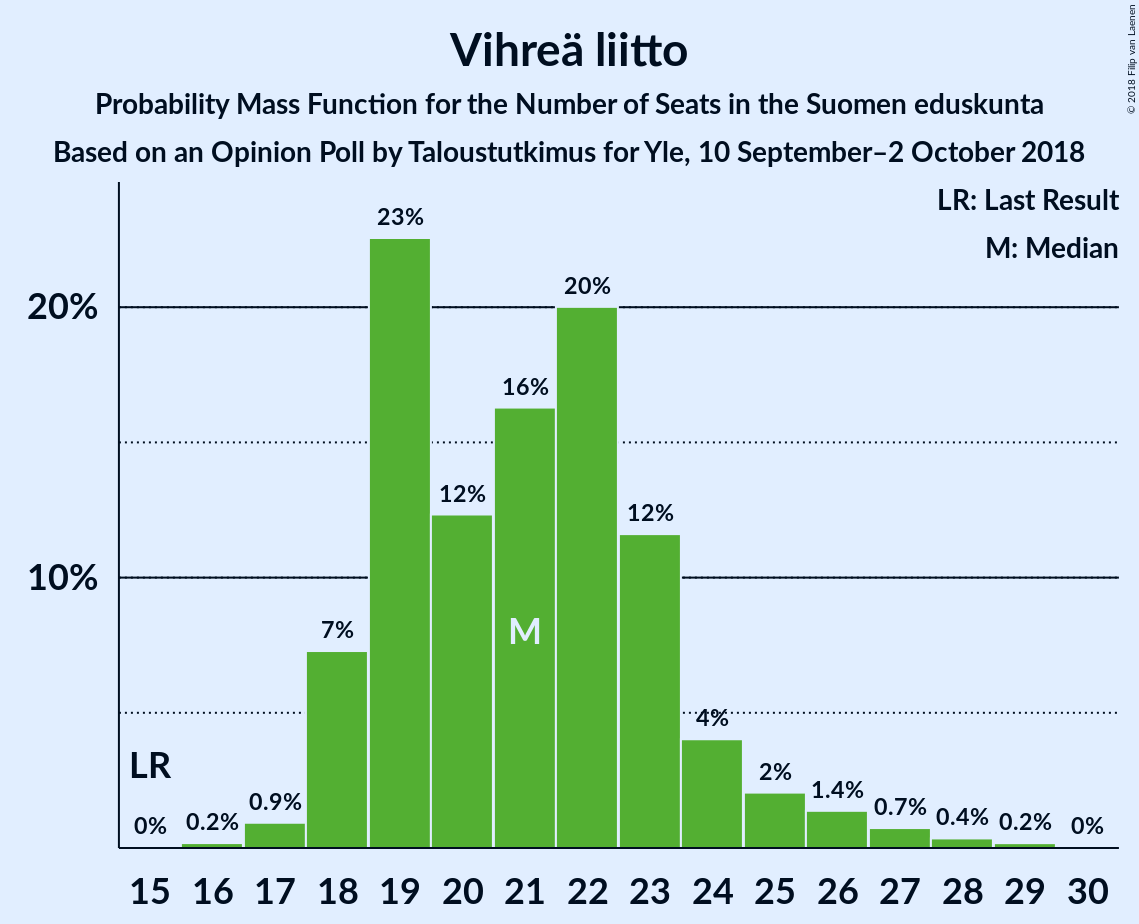 Vihreä liitto
Probability Mass Function for the Number of Seats in the Suomen eduskunta
Based on an Opinion Poll by Taloustutkimus for Yle, 10 September–2 October 2018
© 2018 Filip van Laenen
LR: Last Result
M: Median
20%
10%
23%
20%
16%
12%
12%
7%
M
4%
LR
2%
0% 0.2% 0.9% 1.4% 0.7% 0.4% 0.2% 0%
15 16 17 18 19 20 21 22 23 24 25 26 27 28 29 30